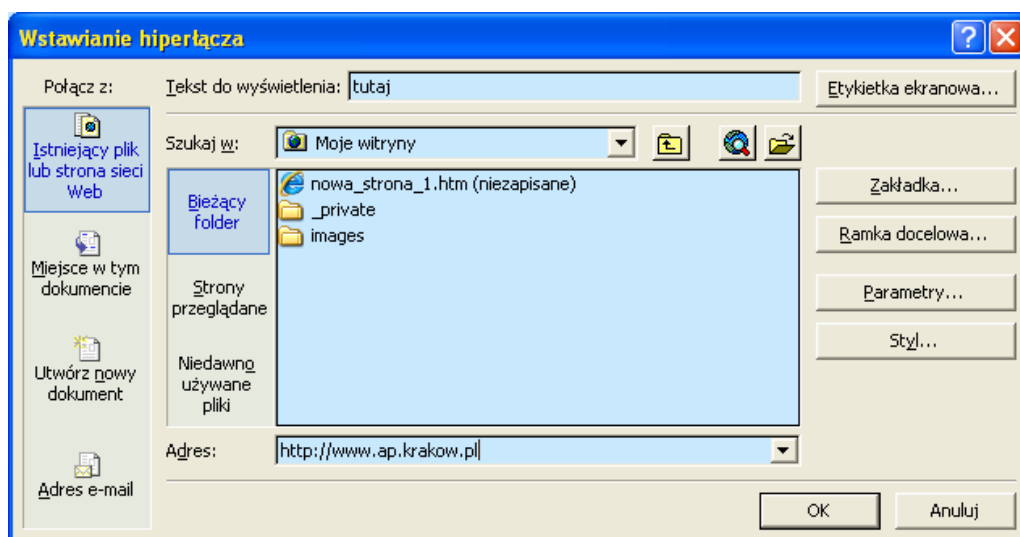 Wstawianie hiperłącza
Połącz z:
Tekst do wyświetlenia: tutaj
Etykietka ekranowa...
Istniejący plik
lub strona sieci
Web
Szukaj w:
Moje witryny
Bieżący
folder
nowa_strona_1.htm (niezapisane)
_private
images
Zakładka...
Ramka docelowa...
Miejsce w tym
dokumencie
Strony
przeglądane
Parametry...
Styl...
Utwórz nowy
dokument
Niedawno
używane
pliki
Adres:
http://www.ap.krakow.pl
Adres e-mail
OK
Anuluj